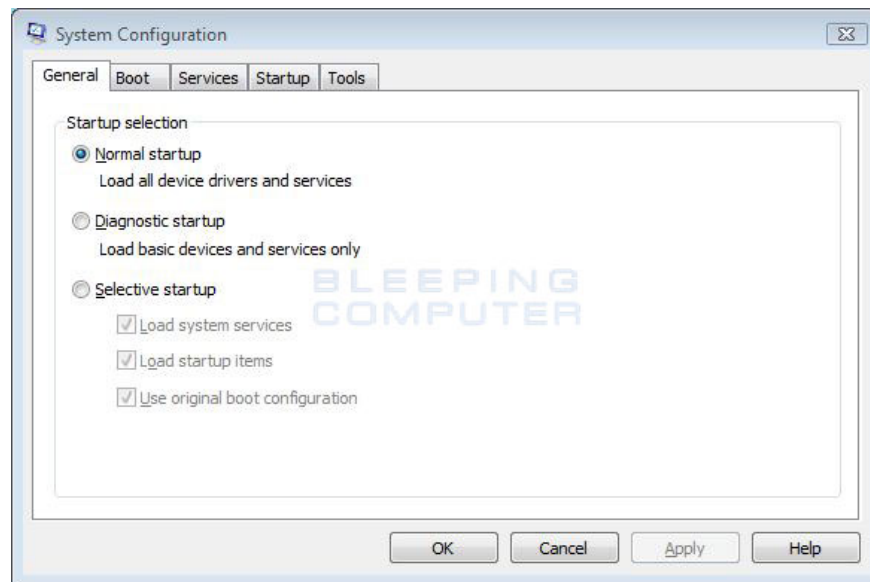 System Configuration
General Boot Services Startup Tools
Startup selection
Normal startup
Load all device drivers and services
Diagnostic startup
Load basic devices and services only
Selective startup
Load system services
Load startup items
Use original boot configuration
BLEEPING
COMPUTER
OK Cancel Apply Help